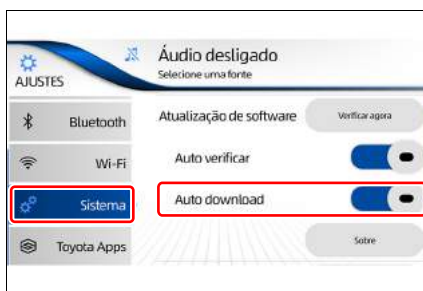 AJUSTES
Áudio desligado
Selecione uma fonte
Bluetooth
Wi-Fi
Sistema
Toyota Apps
Atualização de software
Verificar agora
Auto verificar
Auto download
Sobre